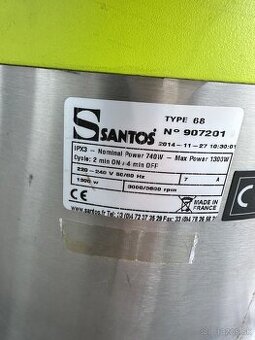 TYPE 68
SANTOS®
N° 907201
2014-11-27 10:30:01
IPX3 - Nominal Power 740W - Max Power 1300W
Cycle: 2 min ON / 4 min OFF
220-240 V 50/60 Hz
7 A
3000/3600 rpm
MADE IN
FRANCE
santos.fr